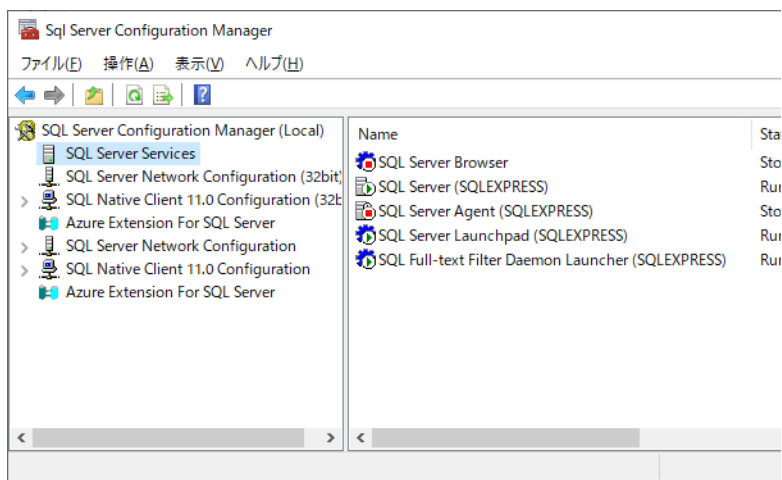 Sql Server Configuration Manager
ファイル(F) 操作(A) 表示(V) ヘルプ(H)
SQL Server Configuration Manager (Local)
SQL Server Services
SQL Server Network Configuration (32bit)
SQL Native Client 11.0 Configuration (32b
Azure Extension For SQL Server
SQL Server Network Configuration
SQL Native Client 11.0 Configuration
Azure Extension For SQL Server
Name Sta
SQL Server Browser Sto
SQL Server (SQLEXPRESS) Run
SQL Server Agent (SQLEXPRESS) Sto
SQL Server Launchpad (SQLEXPRESS) Run
SQL Full-text Filter Daemon Launcher (SQLEXPRESS) Run